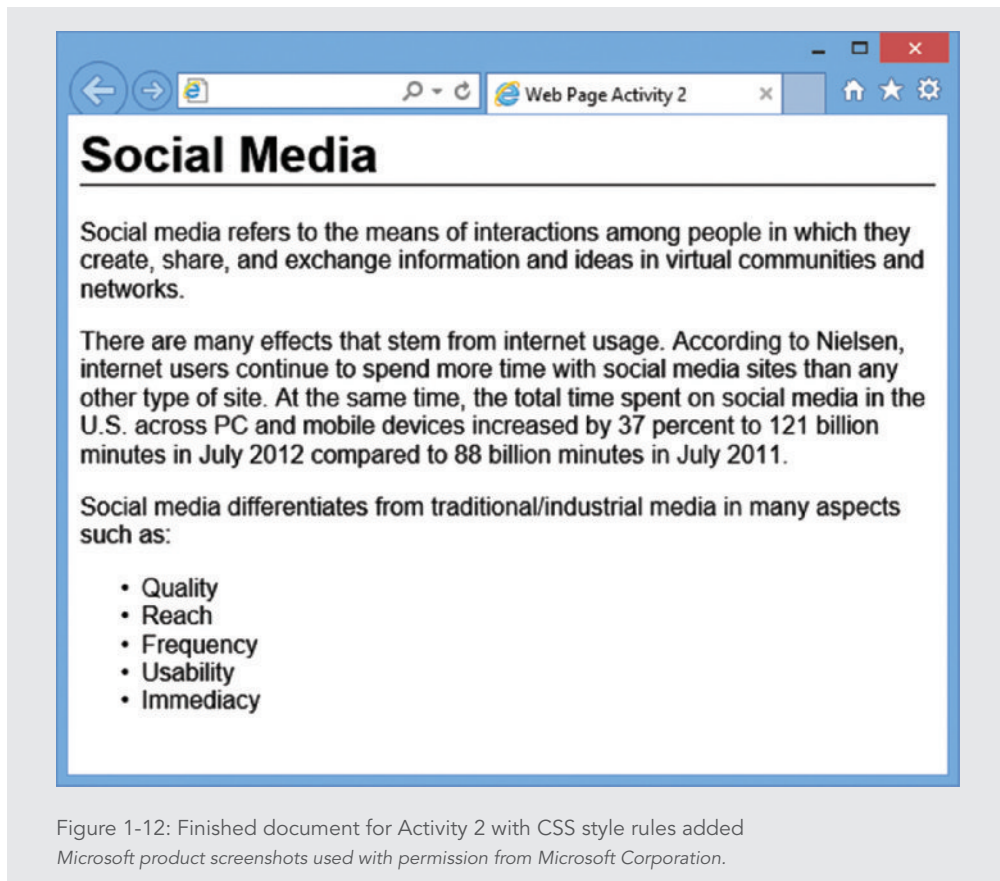 Web Page Activity 2
Social Media
Social media refers to the means of interactions among people in which they
create, share, and exchange information and ideas in virtual communities and
networks.
There are many effects that stem from internet usage. According to Nielsen,
internet users continue to spend more time with social media sites than any
other type of site. At the same time, the total time spent on social media in the
U.S. across PC and mobile devices increased by 37 percent to 121 billion
minutes in July 2012 compared to 88 billion minutes in July 2011.
Social media differentiates from traditional/industrial media in many aspects
such as:
• Quality
• Reach
• Frequency
• Usability
• Immediacy
Figure 1-12: Finished document for Activity 2 with CSS style rules added
Microsoft product screenshots used with permission from Microsoft Corporation.